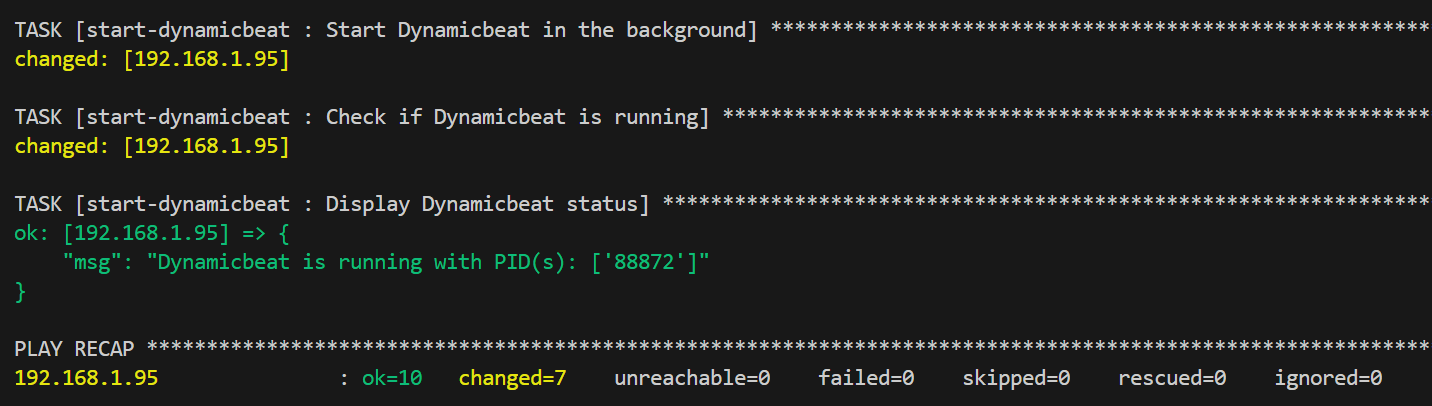 TASK [start-dynamicbeat : Start Dynamicbeat in the background] *******************************************************
changed: [192.168.1.95]
TASK [start-dynamicbeat : Check if Dynamicbeat is running] ***********************************************************
changed: [192.168.1.95]
TASK [start-dynamicbeat : Display Dynamicbeat status] ****************************************************************
ok: [192.168.1.95] => {
    "msg": "Dynamicbeat is running with PID(s): ['88872']"
}
PLAY RECAP ***********************************************************************************************************
192.168.1.95               : ok=10   changed=7    unreachable=0    failed=0    skipped=0    rescued=0    ignored=0